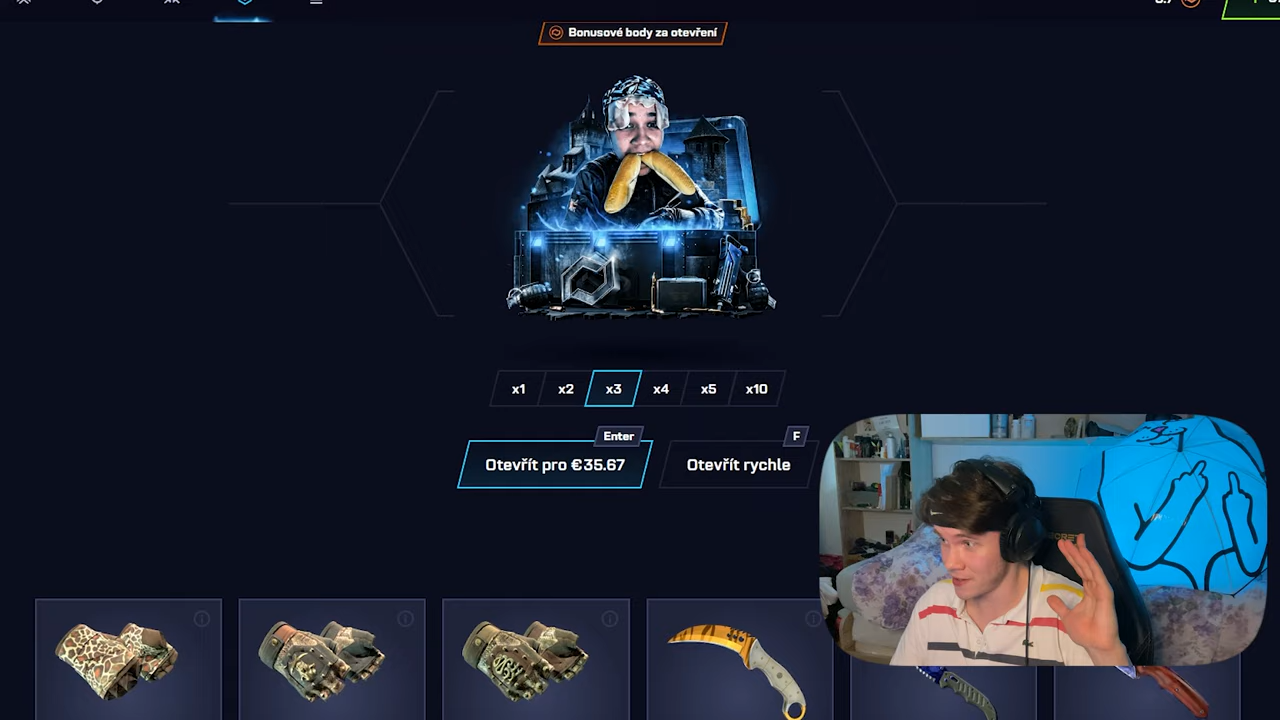 Bonusové body za otevření
x1 x2 x3 x4 x5 x10
Enter F
Otevřít pro €35.67 Otevřít rychle